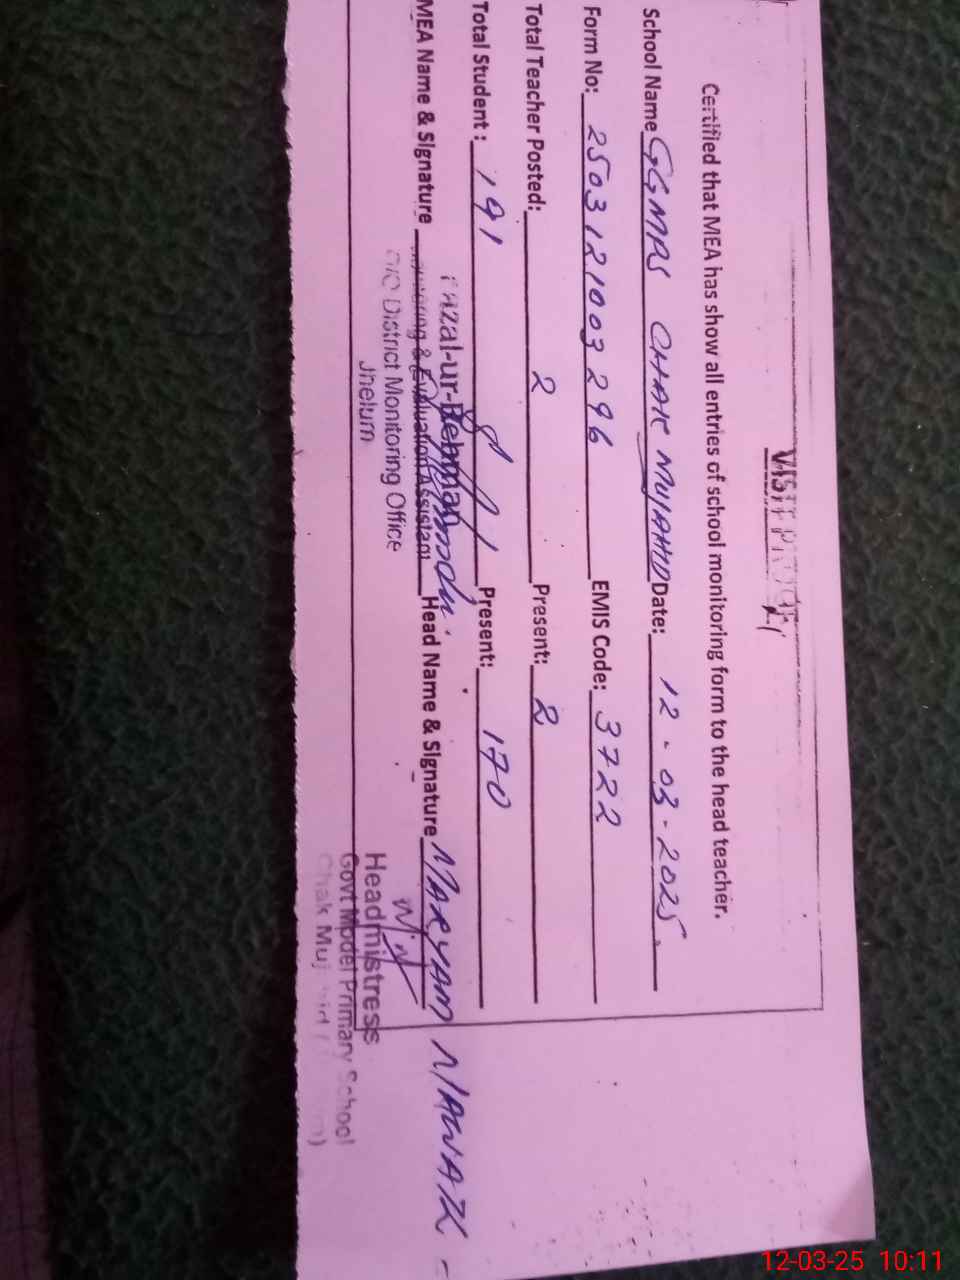 VISIT PROOF
Certified that MEA has show all entries of school monitoring form to the head teacher.
School Name GGMPS CHAK MUJAHID Date: 12-03-2025.
Form No: 2503121003296 EMIS Code: 3722
Total Teacher Posted: 2 Present: 2
Total Student: 191 Present: 170
MEA Name & Signature Head Name & Signature MARYAM NAWAZ
Fazal-ur-Rehman
Monitoring & Evaluation Assistant
O/O District Monitoring Office
Jhelum
Headmistress
Govt Model Primary School
Chak Mujahid
12-03-25 10:11